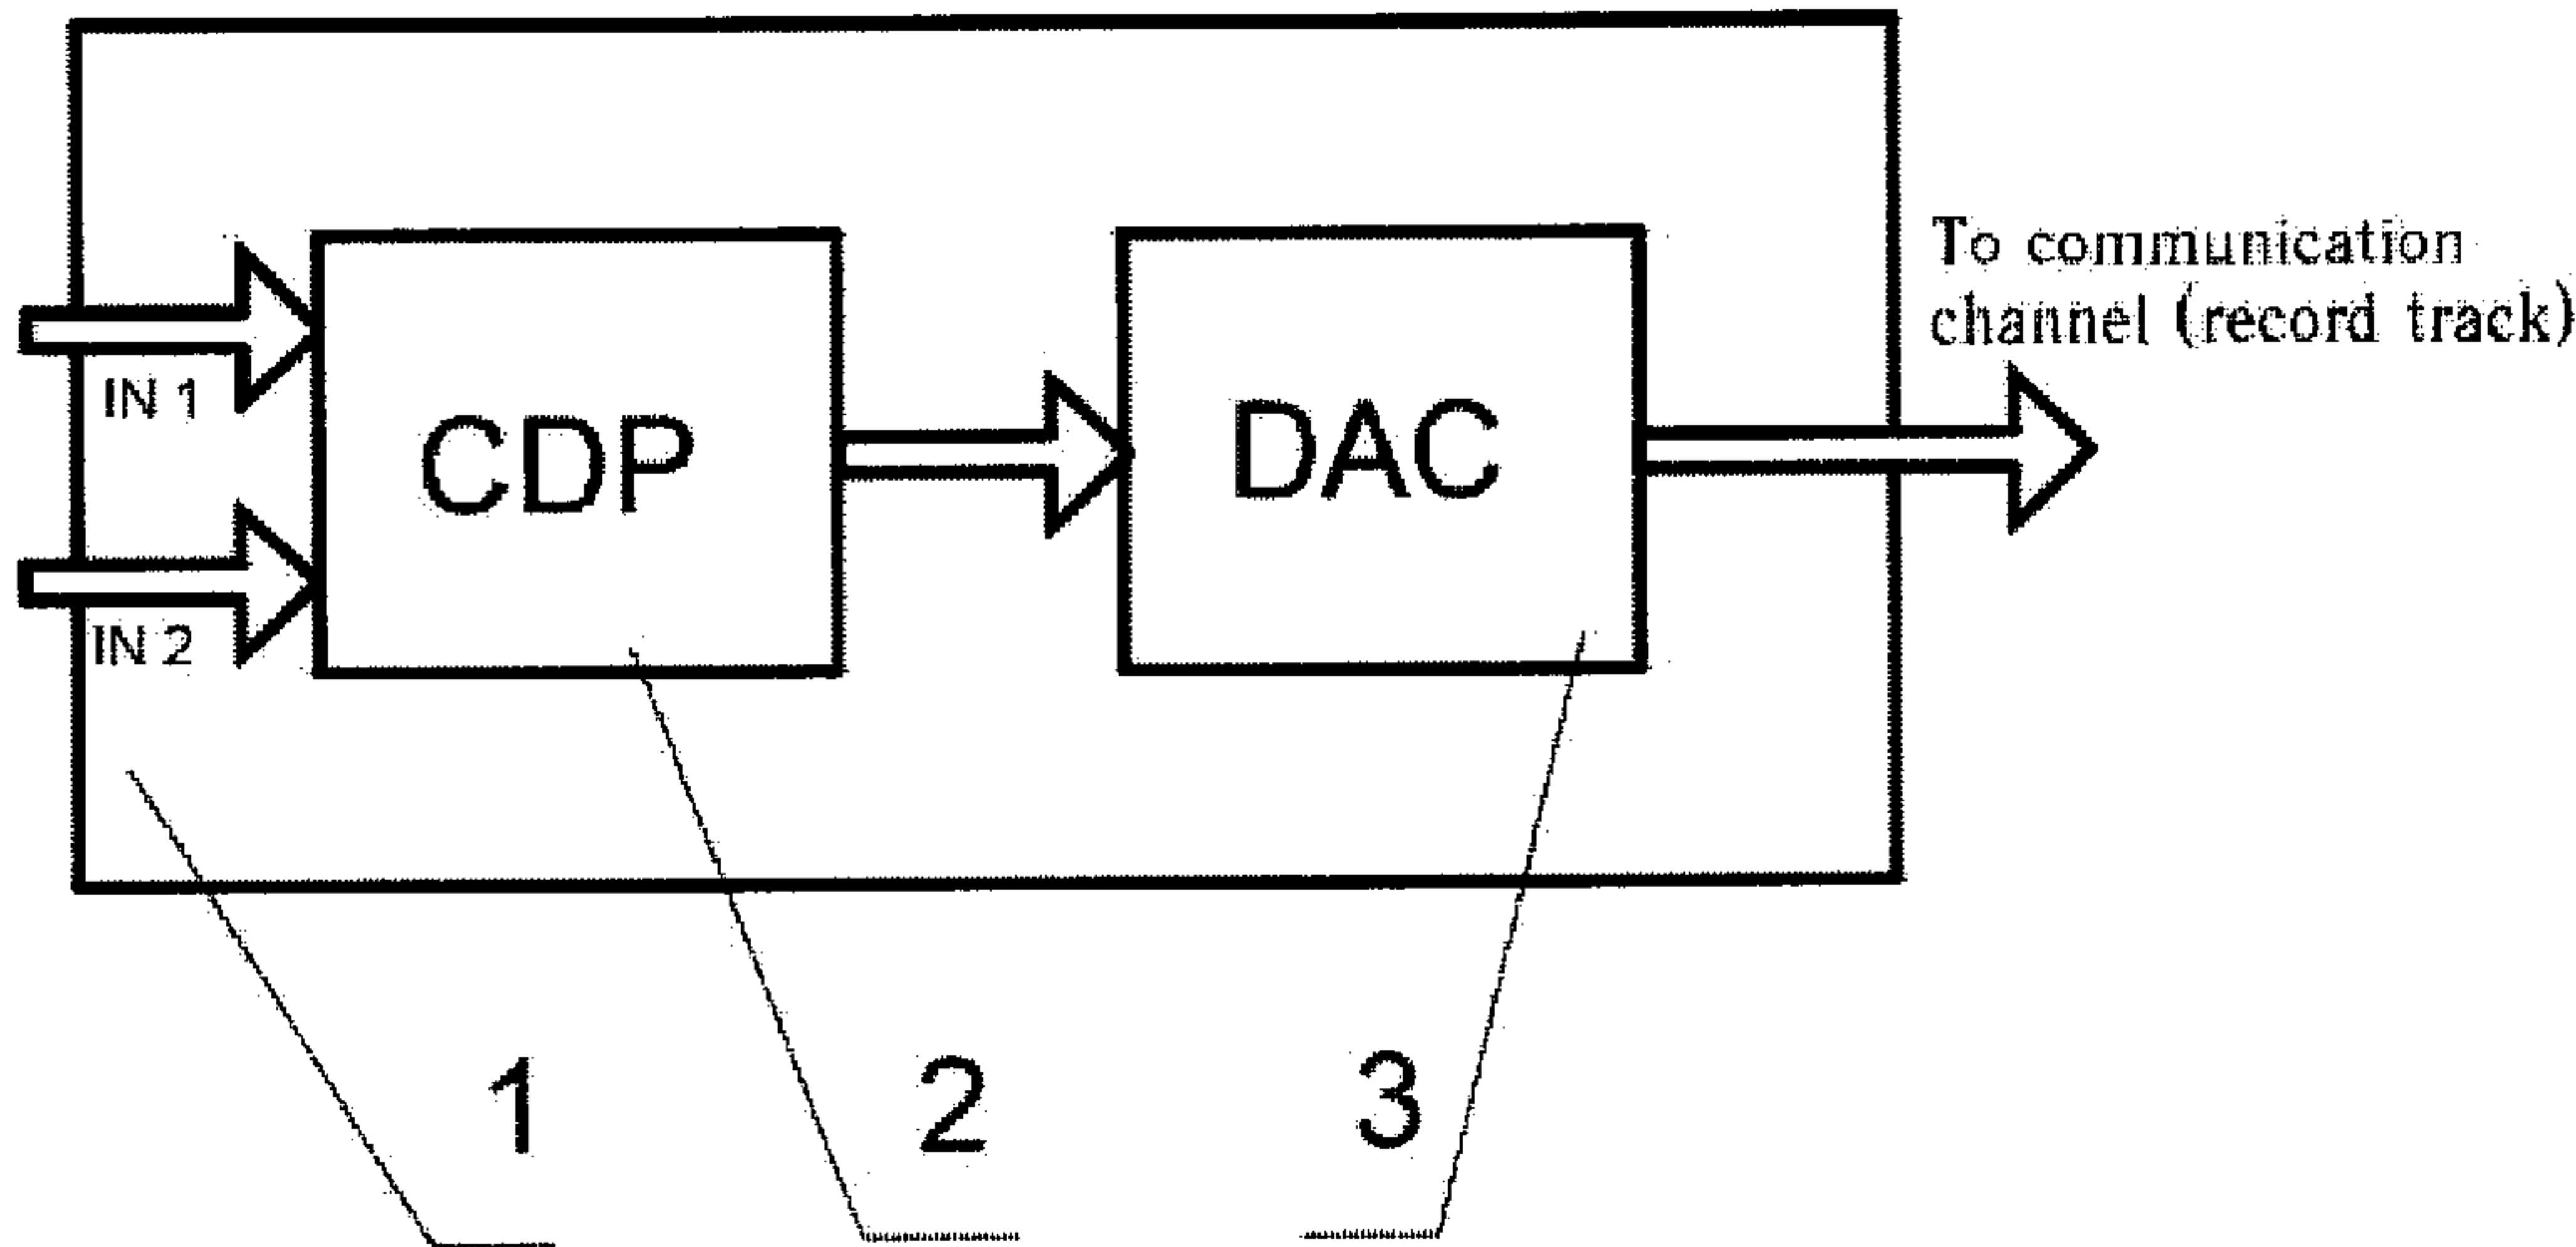 To communication
channel (record track)
IN 1
CDP
DAC
IN 2
1
2
3